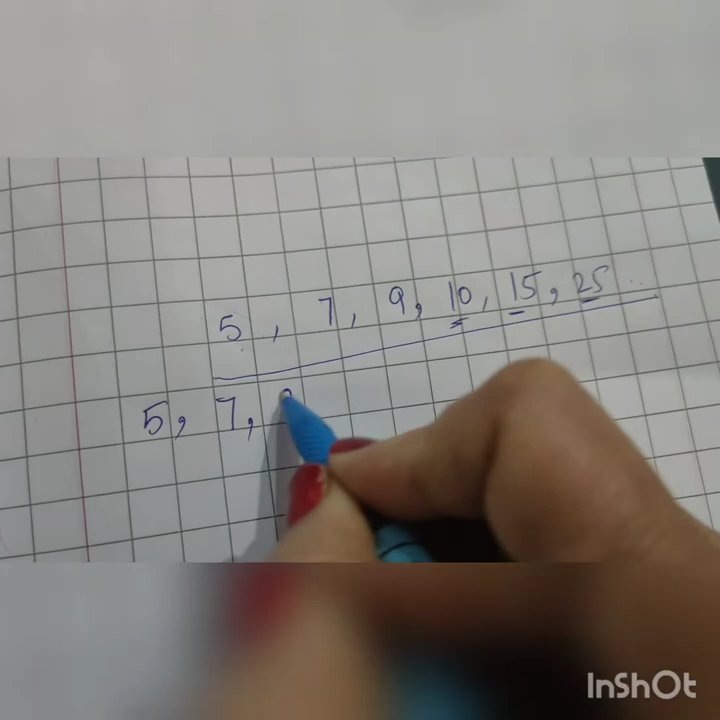 5, 7, 9, 10, 15, 25..
5, 7,
InShOt